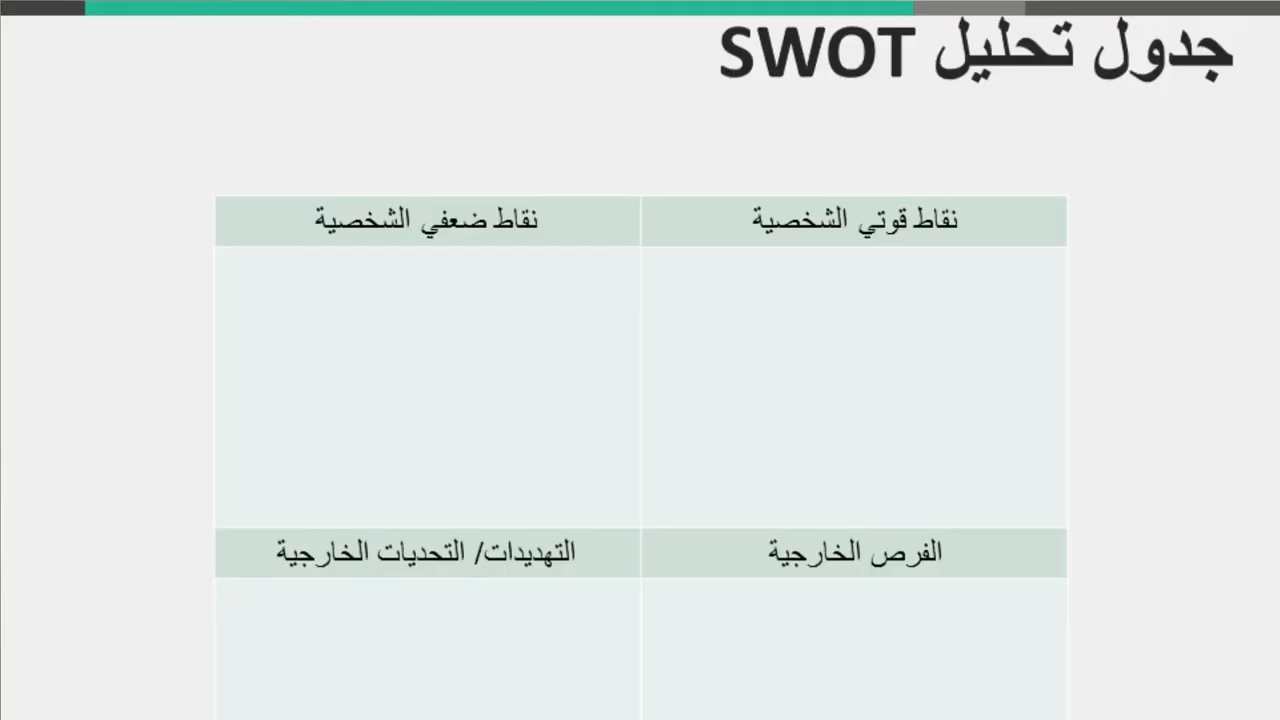 جدول تحليل SWOT
نقاط قوتي الشخصية
نقاط ضعفي الشخصية
الفرص الخارجية
التهديدات/ التحديات الخارجية